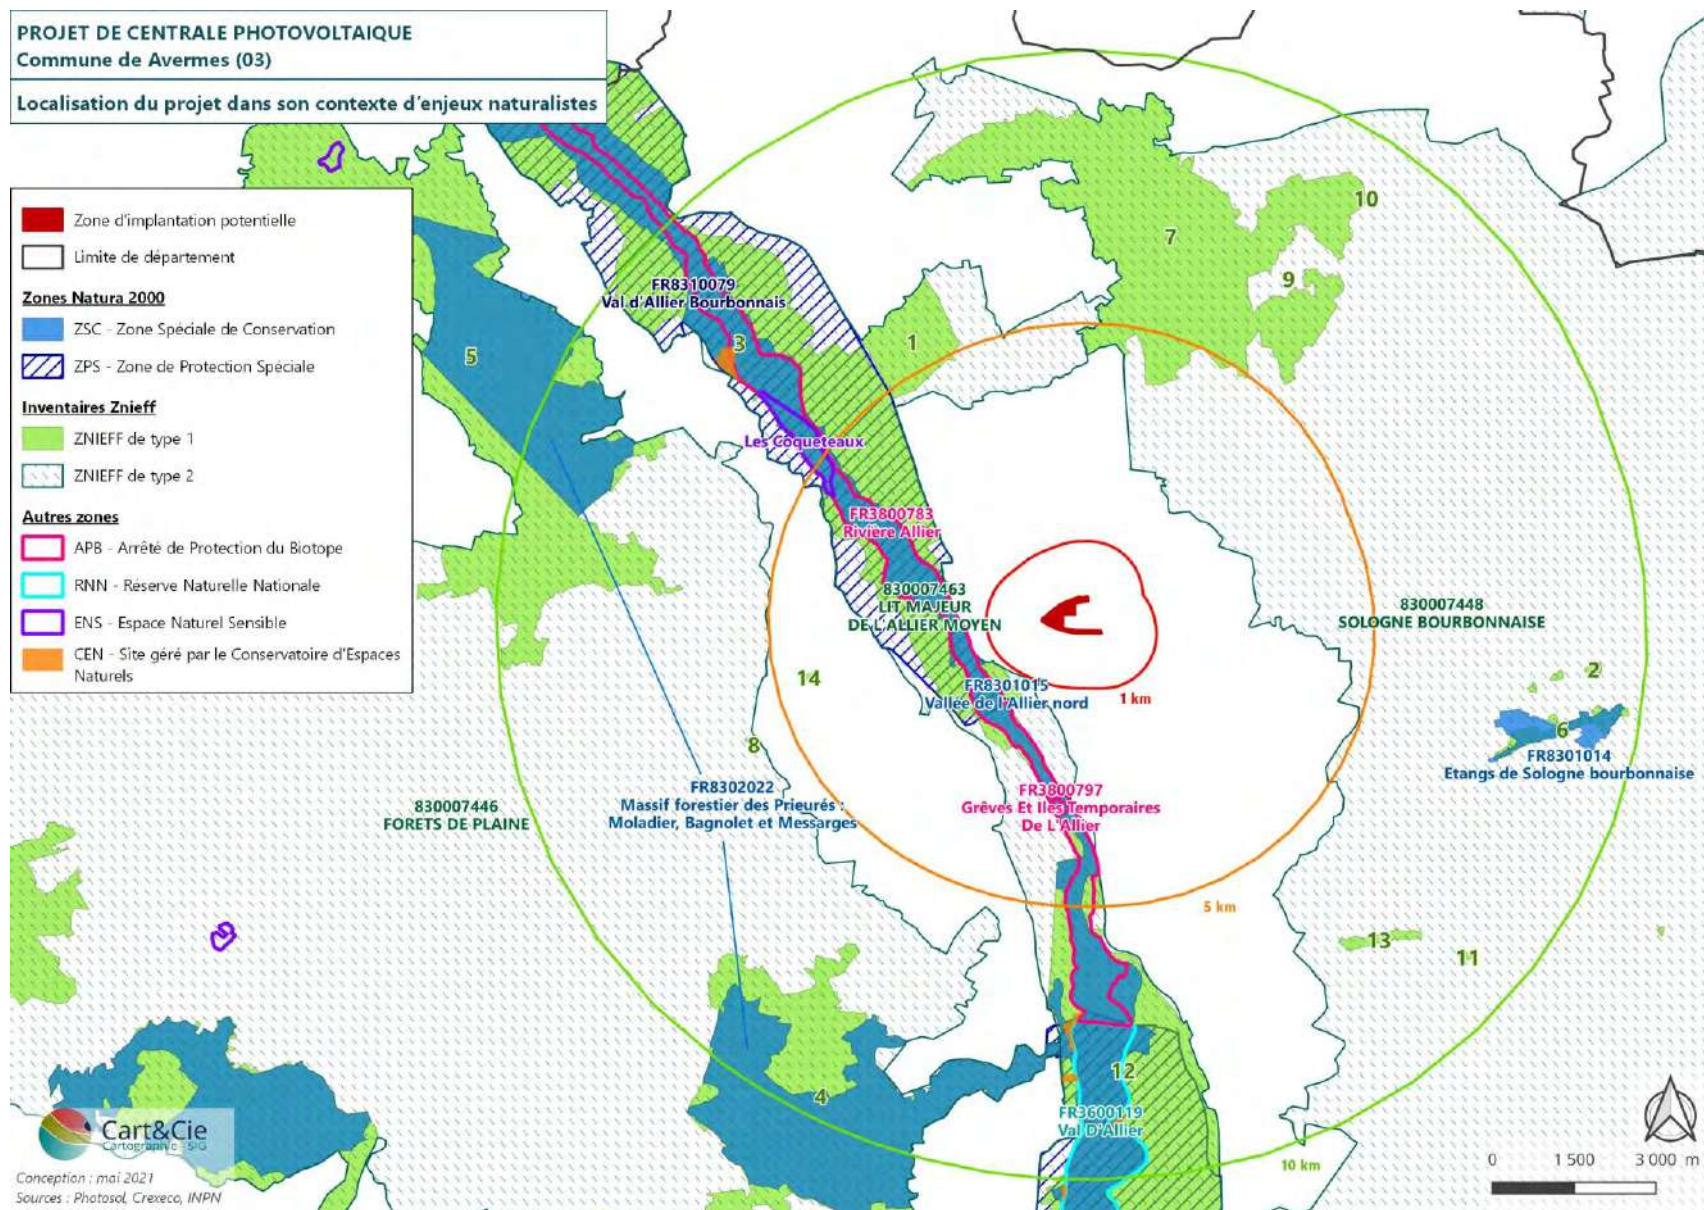 PROJET DE CENTRALE PHOTOVOLTAIQUE
Commune de Avermes (03)
Localisation du projet dans son contexte d'enjeux naturalistes
Zone d'implantation potentielle
Limite de département
Zones Natura 2000
ZSC - Zone Spéciale de Conservation
ZPS - Zone de Protection Spéciale
Inventaires Znieff
ZNIEFF de type 1
ZNIEFF de type 2
Autres zones
APB - Arrêté de Protection du Biotope
RNN - Réserve Naturelle Nationale
ENS - Espace Naturel Sensible
CEN - Site géré par le Conservatoire d'Espaces
Naturels
10
7
9
FR8310079
Val d'Allier Bourbonnais
3
1
5
Les Coqueteaux
FR3800783
Rivière Allier
830007463
LIT MAJEUR
DE L'ALLIER MOYEN
830007448
SOLOGNE BOURBONNAISE
14
FR8301015
Vallée de l'Allier nord
1 km
2
8
6
FR8301014
Etangs de Sologne bourbonnaise
FR8302022
Massif forestier des Prieurés :
Moladier, Bagnolet et Messarges
830007446
FORETS DE PLAINE
FR3800797
Grêves Et Iles Temporaires
De L'Allier
5 km
13
11
12
4
FR3600119
Val D'Allier
10 km
Cart&Cie
Cartographie - SIG
Conception : mai 2021
Sources : Photosol, Crexeco, INPN
0 1 500 3 000 m